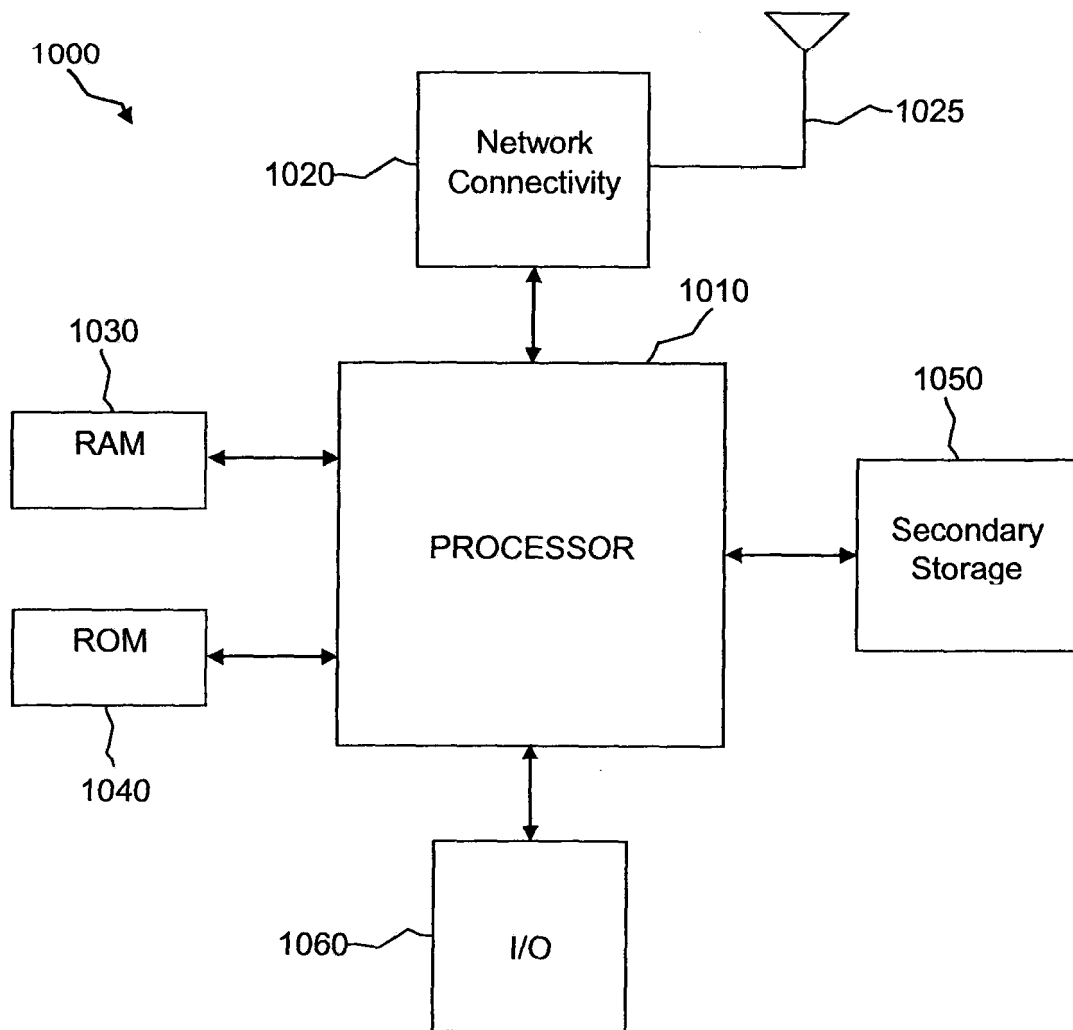 1000
1025
Network
Connectivity
1020
1010
1030
RAM
1050
PROCESSOR
Secondary
Storage
ROM
1040
1060
I/O